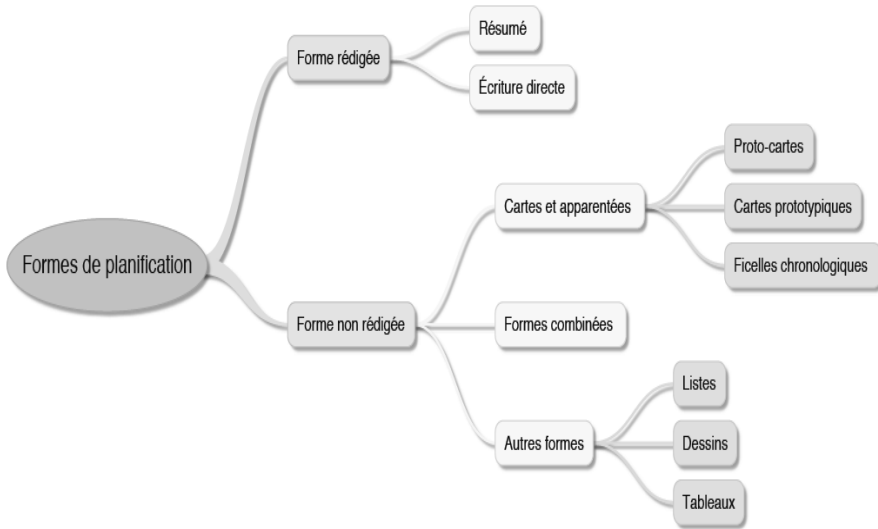 Formes de planification
Forme rédigée
Résumé
Écriture directe
Forme non rédigée
Cartes et apparentées
Proto-cartes
Cartes prototypiques
Ficelles chronologiques
Formes combinées
Autres formes
Listes
Dessins
Tableaux